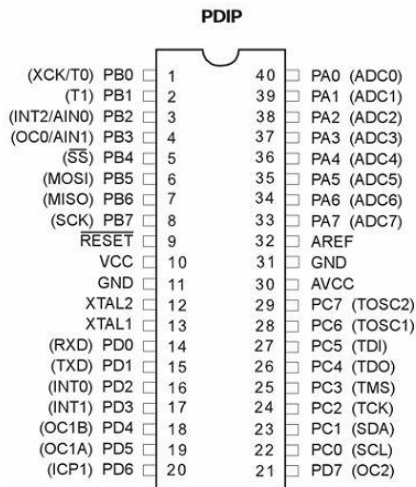 PDIP
(XCK/T0) PB0 1 40 PA0 (ADC0)
(T1) PB1 2 39 PA1 (ADC1)
(INT2/AIN0) PB2 3 38 PA2 (ADC2)
(OC0/AIN1) PB3 4 37 PA3 (ADC3)
(SS) PB4 5 36 PA4 (ADC4)
(MOSI) PB5 6 35 PA5 (ADC5)
(MISO) PB6 7 34 PA6 (ADC6)
(SCK) PB7 8 33 PA7 (ADC7)
RESET 9 32 AREF
VCC 10 31 GND
GND 11 30 AVCC
XTAL2 12 29 PC7 (TOSC2)
XTAL1 13 28 PC6 (TOSC1)
(RXD) PD0 14 27 PC5 (TDI)
(TXD) PD1 15 26 PC4 (TDO)
(INT0) PD2 16 25 PC3 (TMS)
(INT1) PD3 17 24 PC2 (TCK)
(OC1B) PD4 18 23 PC1 (SDA)
(OC1A) PD5 19 22 PC0 (SCL)
(ICP1) PD6 20 21 PD7 (OC2)